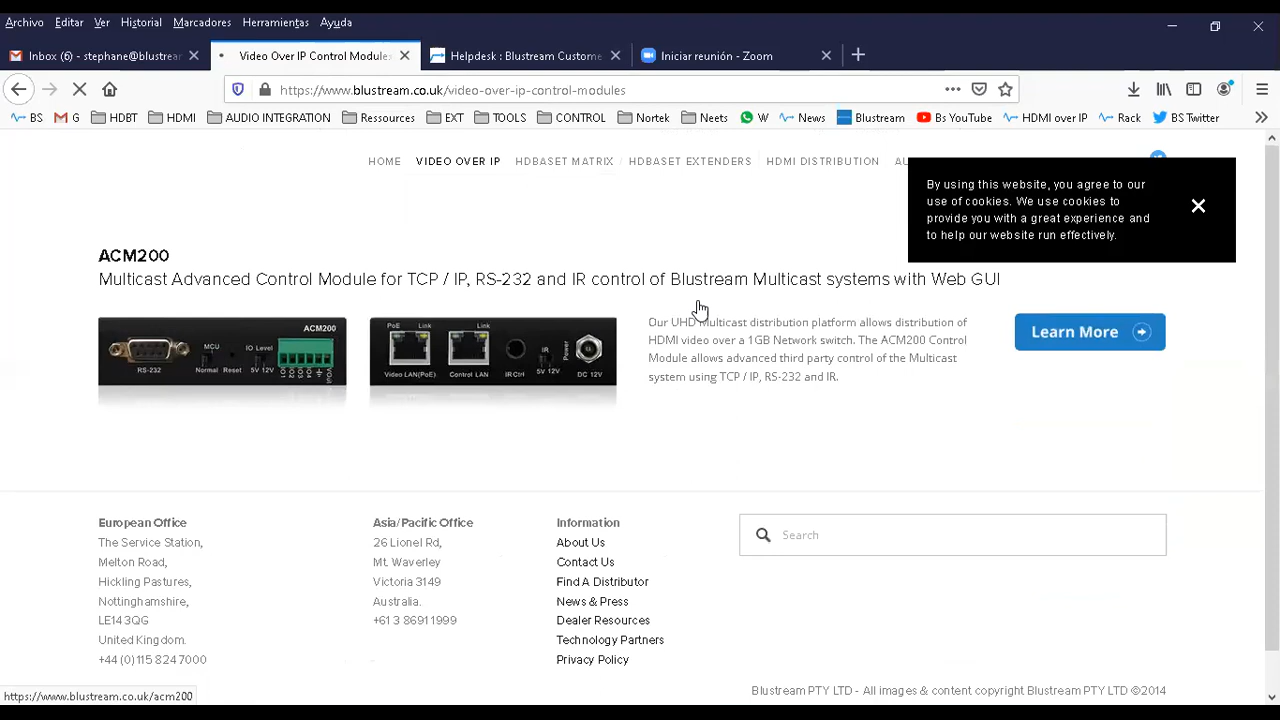 Archivo Editar Ver Historial Marcadores Herramientas Ayuda
Inbox (6) - stephane@blustrean
Video Over IP Control Modules
Helpdesk : Blustream Custome
Iniciar reunión - Zoom
https://www.blustream.co.uk/video-over-ip-control-modules
BS G HDBT HDMI AUDIO INTEGRATION Ressources EXT TOOLS CONTROL Nortek Neets W News Blustream Bs YouTube HDMI over IP Rack BS Twitter
HOME VIDEO OVER IP HDBASET MATRIX HDBASET EXTENDERS HDMI DISTRIBUTION AU
By using this website, you agree to our
use of cookies. We use cookies to
provide you with a great experience and
to help our website run effectively.
ACM200
Multicast Advanced Control Module for TCP / IP, RS-232 and IR control of Blustream Multicast systems with Web GUI
ACM200
RS-232
MCU
Normal
Reset
IO Level
5V 12V
IO1
IO2
IO3
IO4
PoE Link
Video LAN(PoE)
Link
Control LAN
IR Ctrl
IR
5V 12V
Power
DC 12V
Our UHD Multicast distribution platform allows distribution of
HDMI video over a 1GB Network switch. The ACM200 Control
Module allows advanced third party control of the Multicast
system using TCP / IP, RS-232 and IR.
Learn More
European Office
The Service Station,
Melton Road,
Hickling Pastures,
Nottinghamshire,
LE14 3QG
United Kingdom.
+44 (0) 115 824 7000
Asia/Pacific Office
26 Lionel Rd,
Mt. Waverley
Victoria 3149
Australia.
+61 3 8691 1999
Information
About Us
Contact Us
Find A Distributor
News & Press
Dealer Resources
Technology Partners
Privacy Policy
Search
https://www.blustream.co.uk/acm200
Blustream PTY LTD - All images & content copyright Blustream PTY LTD ©2014